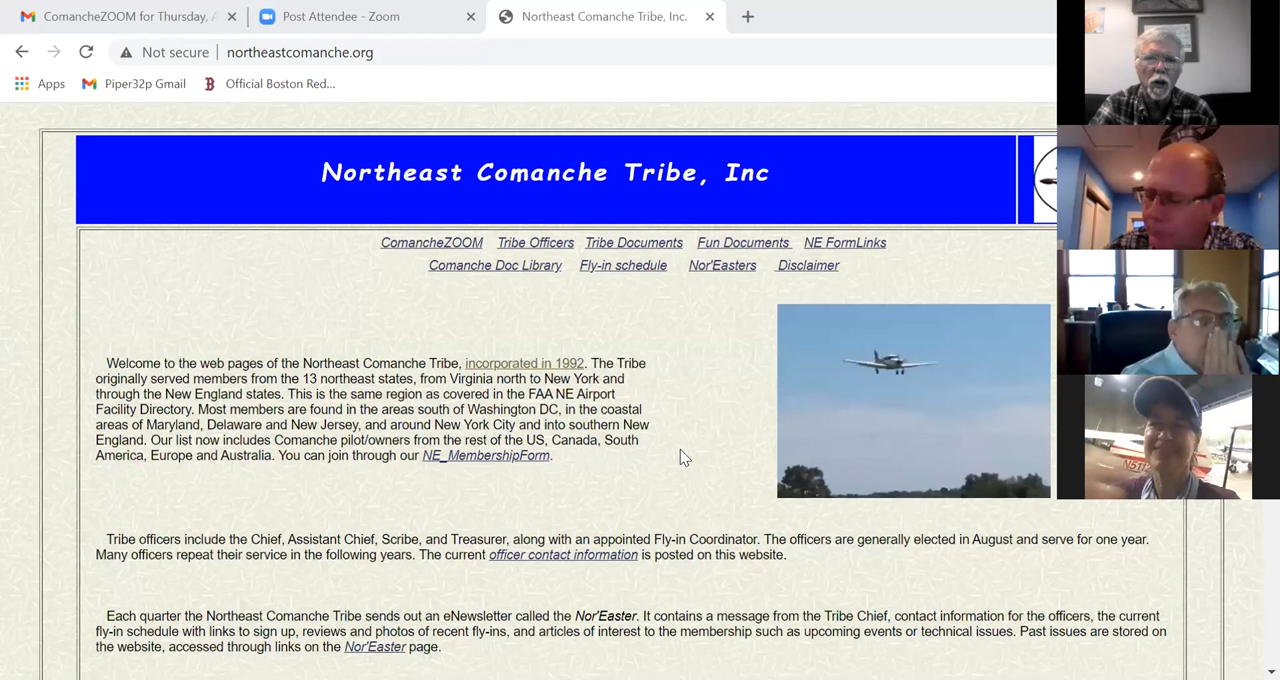 ComancheZOOM for Thursday, A
Post Attendee - Zoom
Northeast Comanche Tribe, Inc.
Not secure
northeastcomanche.org
Apps
Piper32p Gmail
Official Boston Red...
Northeast Comanche Tribe, Inc
ComancheZOOM Tribe Officers Tribe Documents Fun Documents NE FormLinks
Comanche Doc Library Fly-in schedule Nor'Easters Disclaimer
Welcome to the web pages of the Northeast Comanche Tribe, incorporated in 1992. The Tribe
originally served members from the 13 northeast states, from Virginia north to New York and
through the New England states. This is the same region as covered in the FAA NE Airport
Facility Directory. Most members are found in the areas south of Washington DC, in the coastal
areas of Maryland, Delaware and New Jersey, and around New York City and into southern New
England. Our list now includes Comanche pilot/owners from the rest of the US, Canada, South
America, Europe and Australia. You can join through our NE_MembershipForm.
Tribe officers include the Chief, Assistant Chief, Scribe, and Treasurer, along with an appointed Fly-in Coordinator. The officers are generally elected in August and serve for one year.
Many officers repeat their service in the following years. The current officer contact information is posted on this website.
Each quarter the Northeast Comanche Tribe sends out an eNewsletter called the Nor'Easter. It contains a message from the Tribe Chief, contact information for the officers, the current
fly-in schedule with links to sign up, reviews and photos of recent fly-ins, and articles of interest to the membership such as upcoming events or technical issues. Past issues are stored on
the website, accessed through links on the Nor'Easter page.